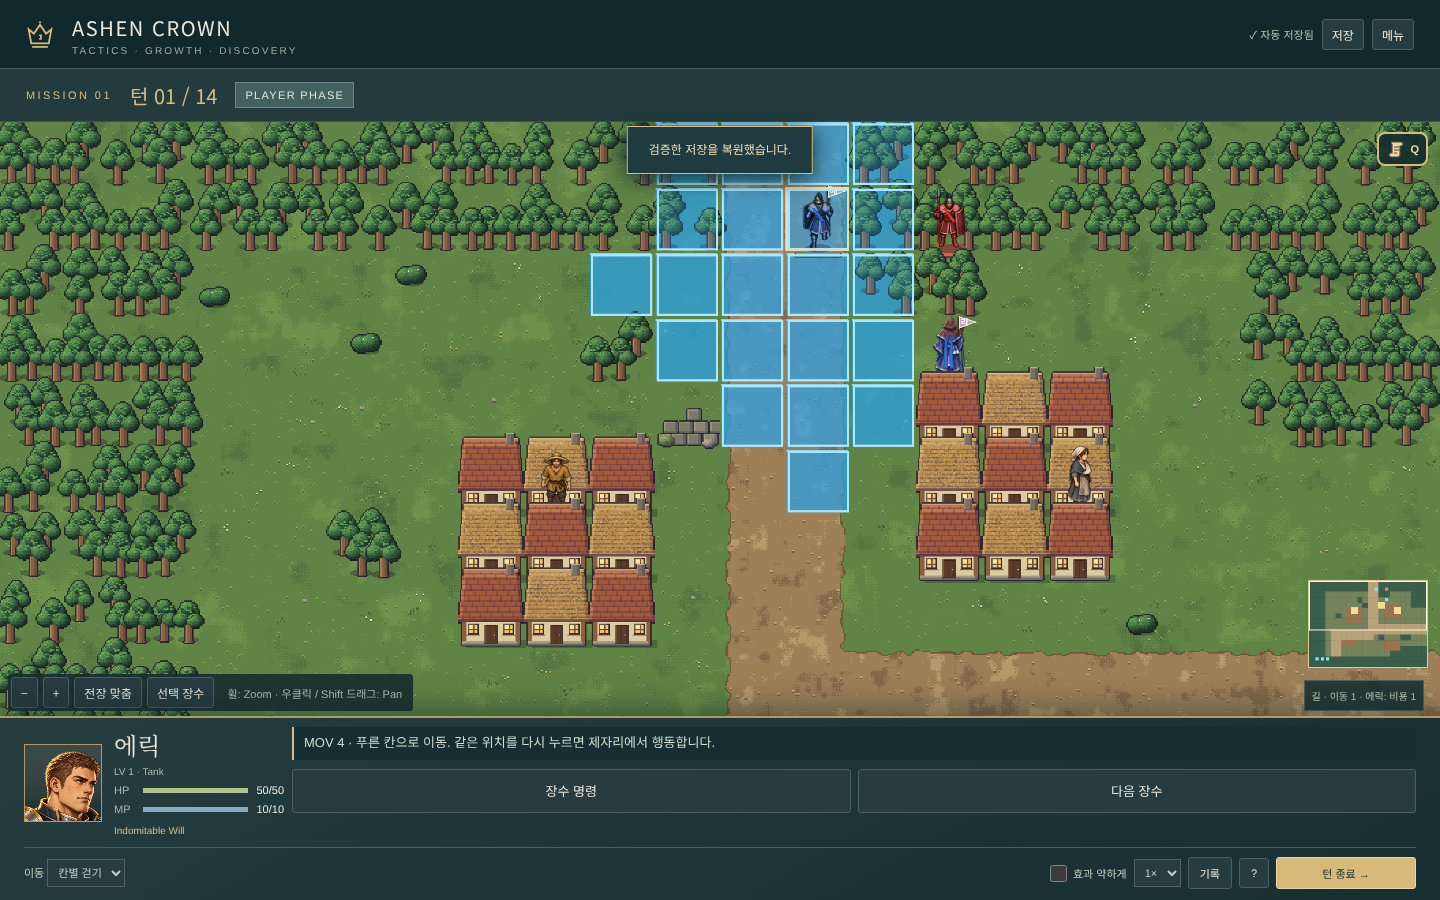 ASHEN CROWN
TACTICS · GROWTH · DISCOVERY
✓ 자동 저장됨
저장
메뉴
MISSION 01
턴 01 / 14
PLAYER PHASE
검증한 저장을 복원했습니다.
Q
−
+
전장 맞춤
선택 장수
휠: Zoom · 우클릭 / Shift 드래그: Pan
길 · 이동 1 · 에릭: 비용 1
에릭
LV 1 · Tank
HP 50/50
MP 10/10
Indomitable Will
MOV 4 · 푸른 칸으로 이동. 같은 위치를 다시 누르면 제자리에서 행동합니다.
장수 명령
다음 장수
이동 칸별 걷기
효과 약하게
1×
기록
?
턴 종료 →